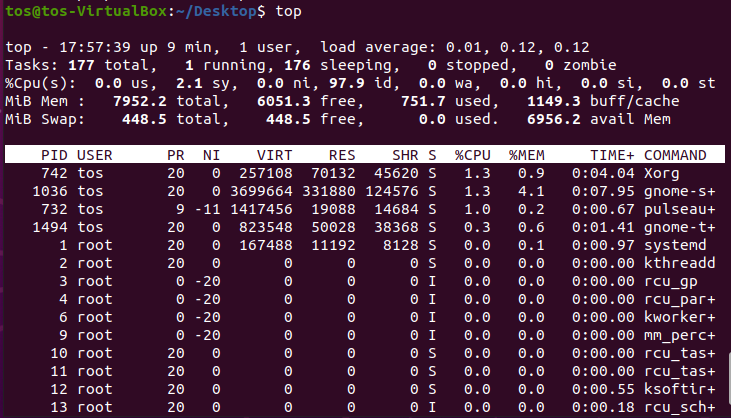 tos@tos-VirtualBox:~/Desktop$ top
top - 17:57:39 up 9 min,  1 user,  load average: 0.01, 0.12, 0.12
Tasks: 177 total,   1 running, 176 sleeping,   0 stopped,   0 zombie
%Cpu(s):  0.0 us,  2.1 sy,  0.0 ni, 97.9 id,  0.0 wa,  0.0 hi,  0.0 si,  0.0 st
MiB Mem :   7952.2 total,   6051.3 free,    751.7 used,   1149.3 buff/cache
MiB Swap:    448.5 total,    448.5 free,      0.0 used.   6956.2 avail Mem
PID USER      PR  NI    VIRT    RES    SHR S  %CPU  %MEM     TIME+ COMMAND
742 tos       20   0  257108  70132  45620 S   1.3   0.9   0:04.04 Xorg
1036 tos       20   0 3699664 331880 124576 S   1.3   4.1   0:07.95 gnome-s+
732 tos        9 -11 1417456  19088  14684 S   1.0   0.2   0:00.67 pulseau+
1494 tos       20   0  823548  50028  38368 S   0.3   0.6   0:01.41 gnome-t+
1 root      20   0  167488  11192   8128 S   0.0   0.1   0:00.97 systemd
2 root      20   0       0      0      0 S   0.0   0.0   0:00.00 kthreadd
3 root       0 -20       0      0      0 I   0.0   0.0   0:00.00 rcu_gp
4 root       0 -20       0      0      0 I   0.0   0.0   0:00.00 rcu_par+
6 root       0 -20       0      0      0 I   0.0   0.0   0:00.00 kworker+
9 root       0 -20       0      0      0 I   0.0   0.0   0:00.00 mm_perc+
10 root      20   0       0      0      0 S   0.0   0.0   0:00.00 rcu_tas+
11 root      20   0       0      0      0 S   0.0   0.0   0:00.00 rcu_tas+
12 root      20   0       0      0      0 S   0.0   0.0   0:00.55 ksoftir+
13 root      20   0       0      0      0 I   0.0   0.0   0:00.18 rcu_sch+